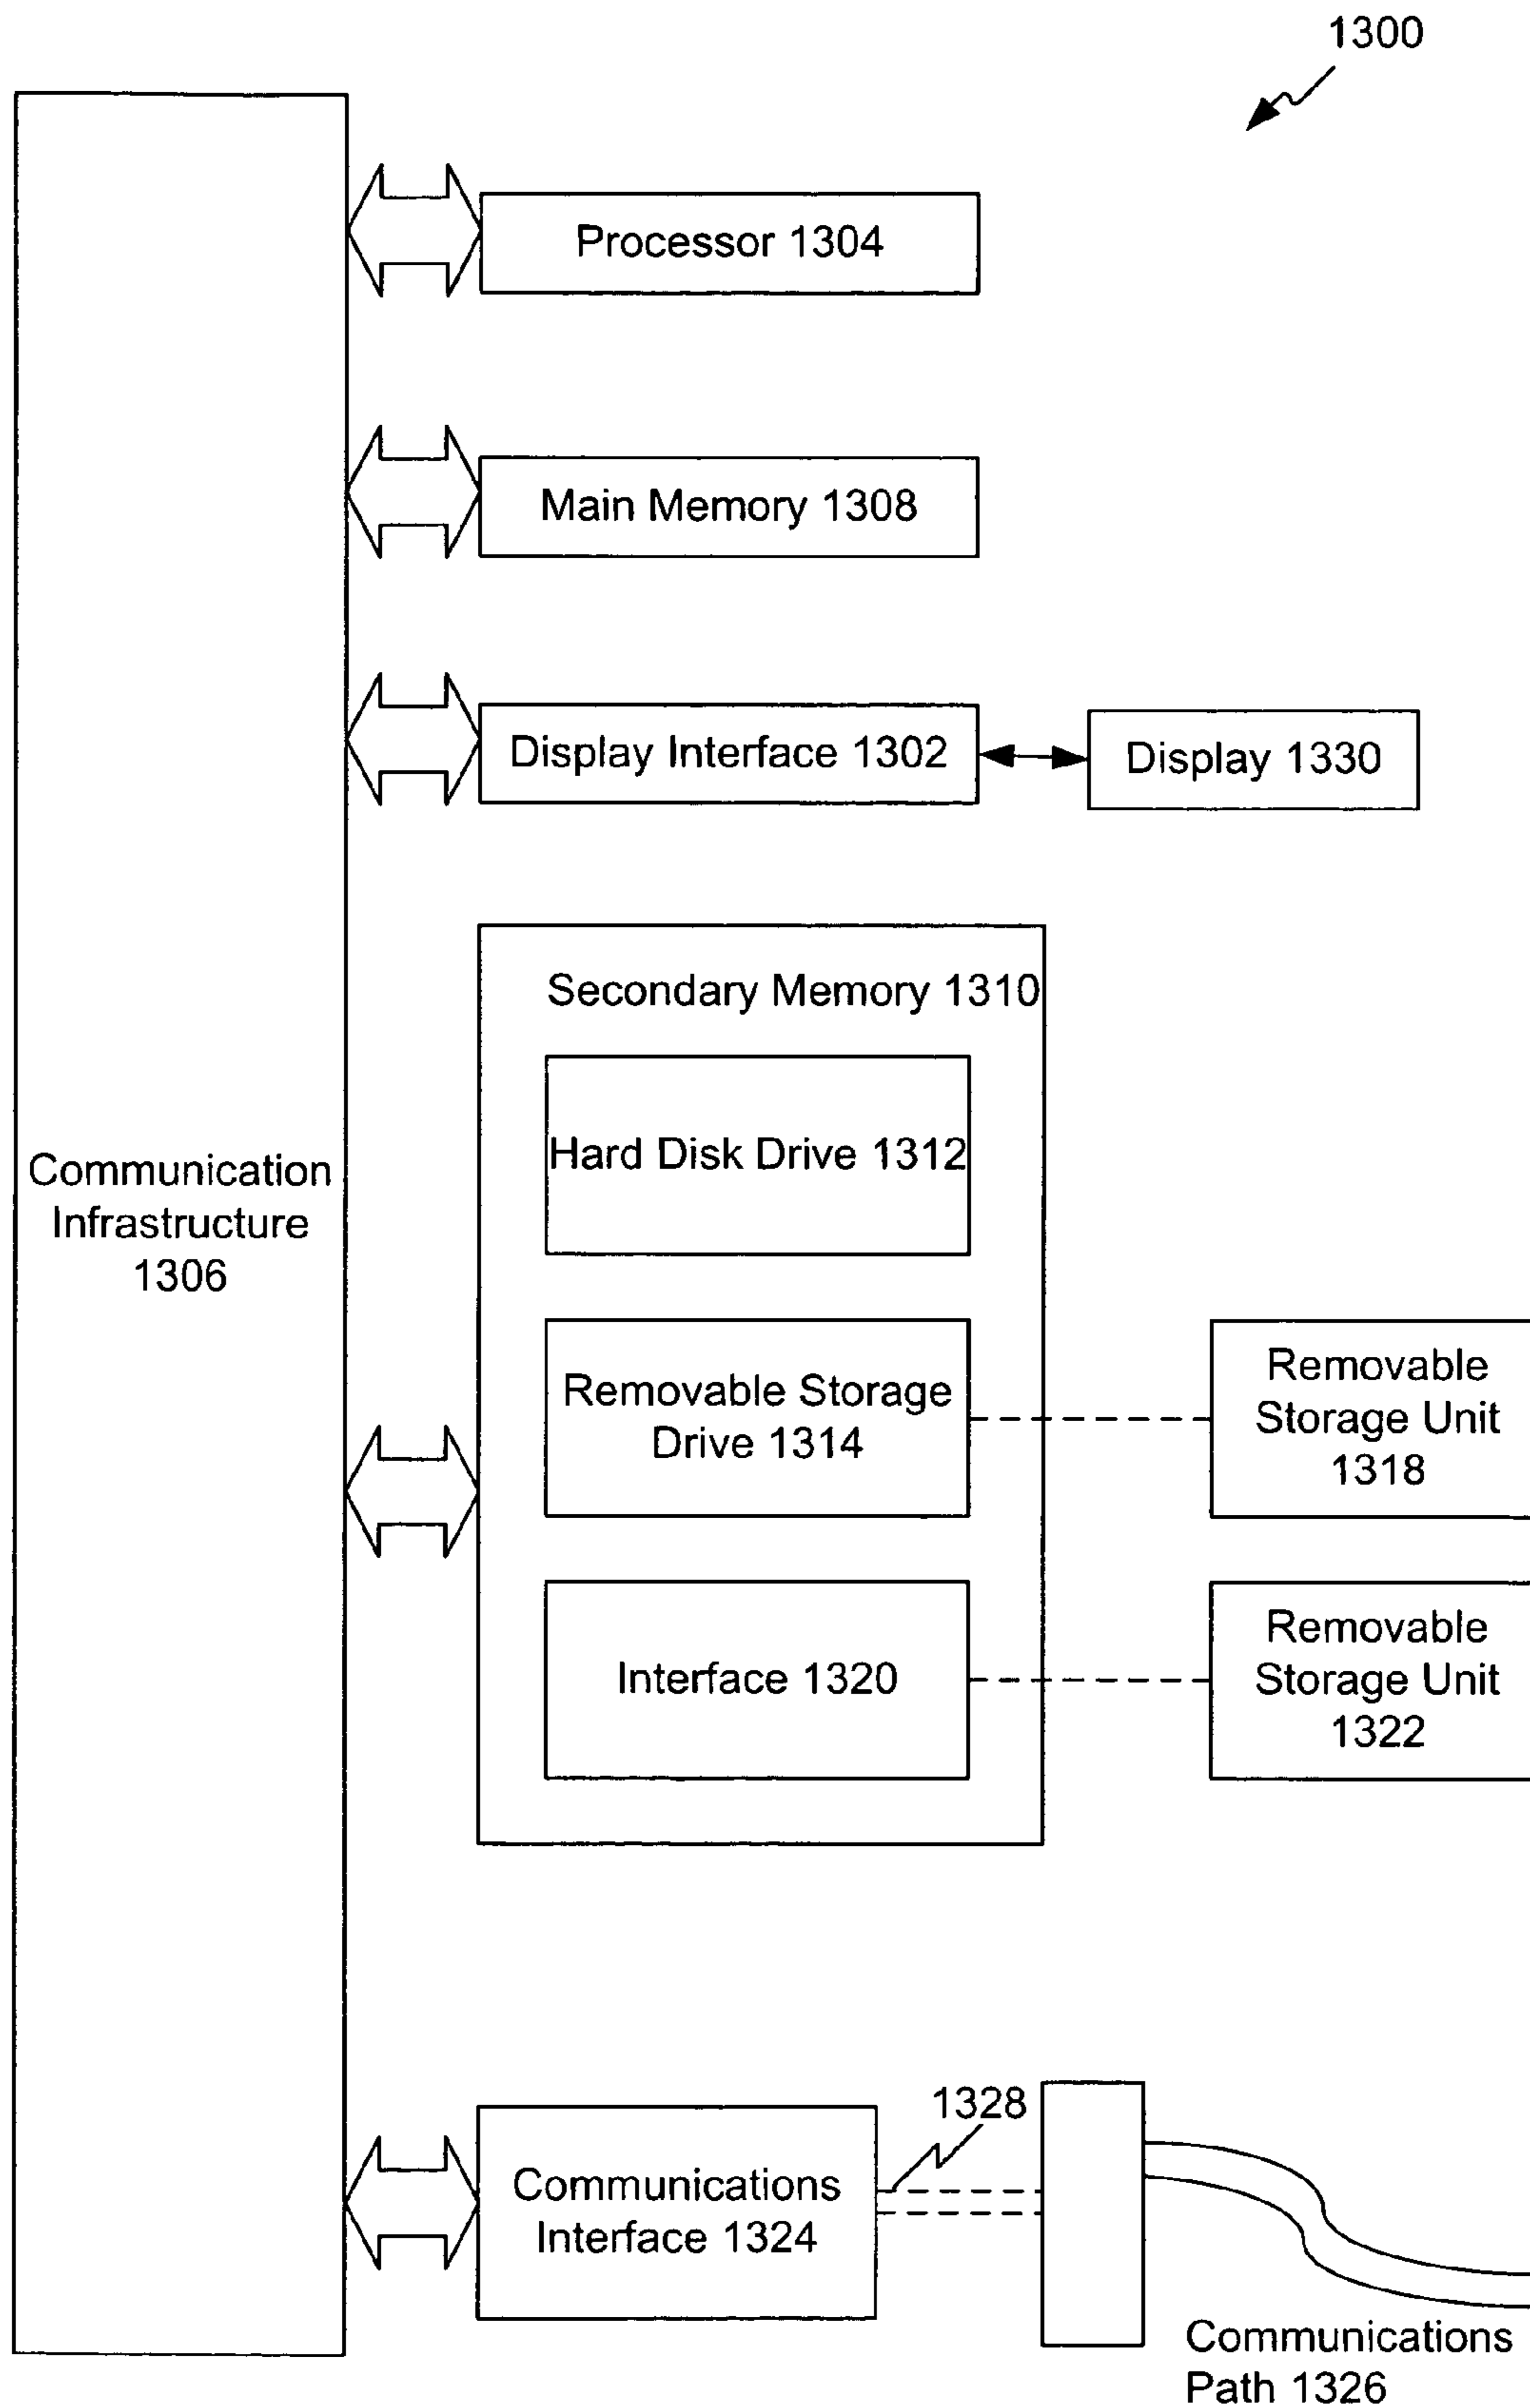 1300
Processor 1304
Main Memory 1308
Display Interface 1302
Display 1330
Secondary Memory 1310
Hard Disk Drive 1312
Communication
Infrastructure
1306
Removable Storage
Drive 1314
Removable
Storage Unit
1318
Interface 1320
Removable
Storage Unit
1322
1328
Communications
Interface 1324
Communications
Path 1326